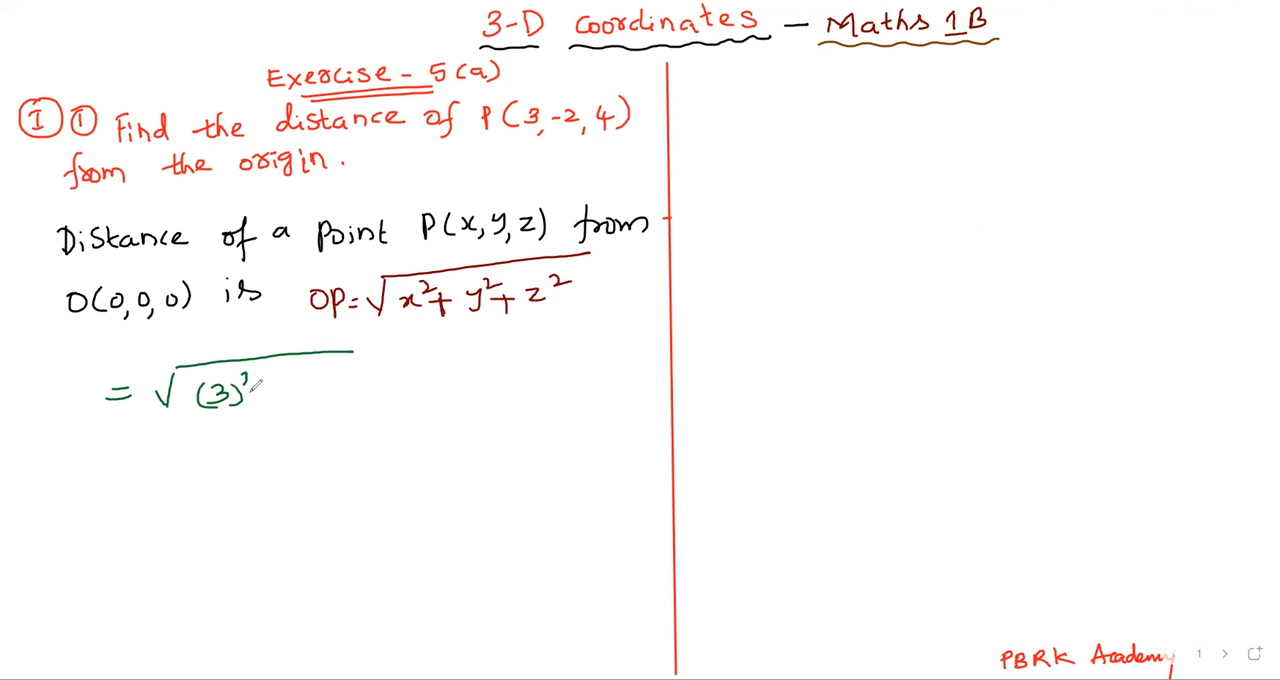 3-D coordinates - Maths 1B
Exercise - 5(a)
I ① Find the distance of P(3,-2,4)
from the origin.
Distance of a point P(x,y,z) from
O(0,0,0) is OP=√x²+y²+z²
= √(3)²
PBRK Academy 1